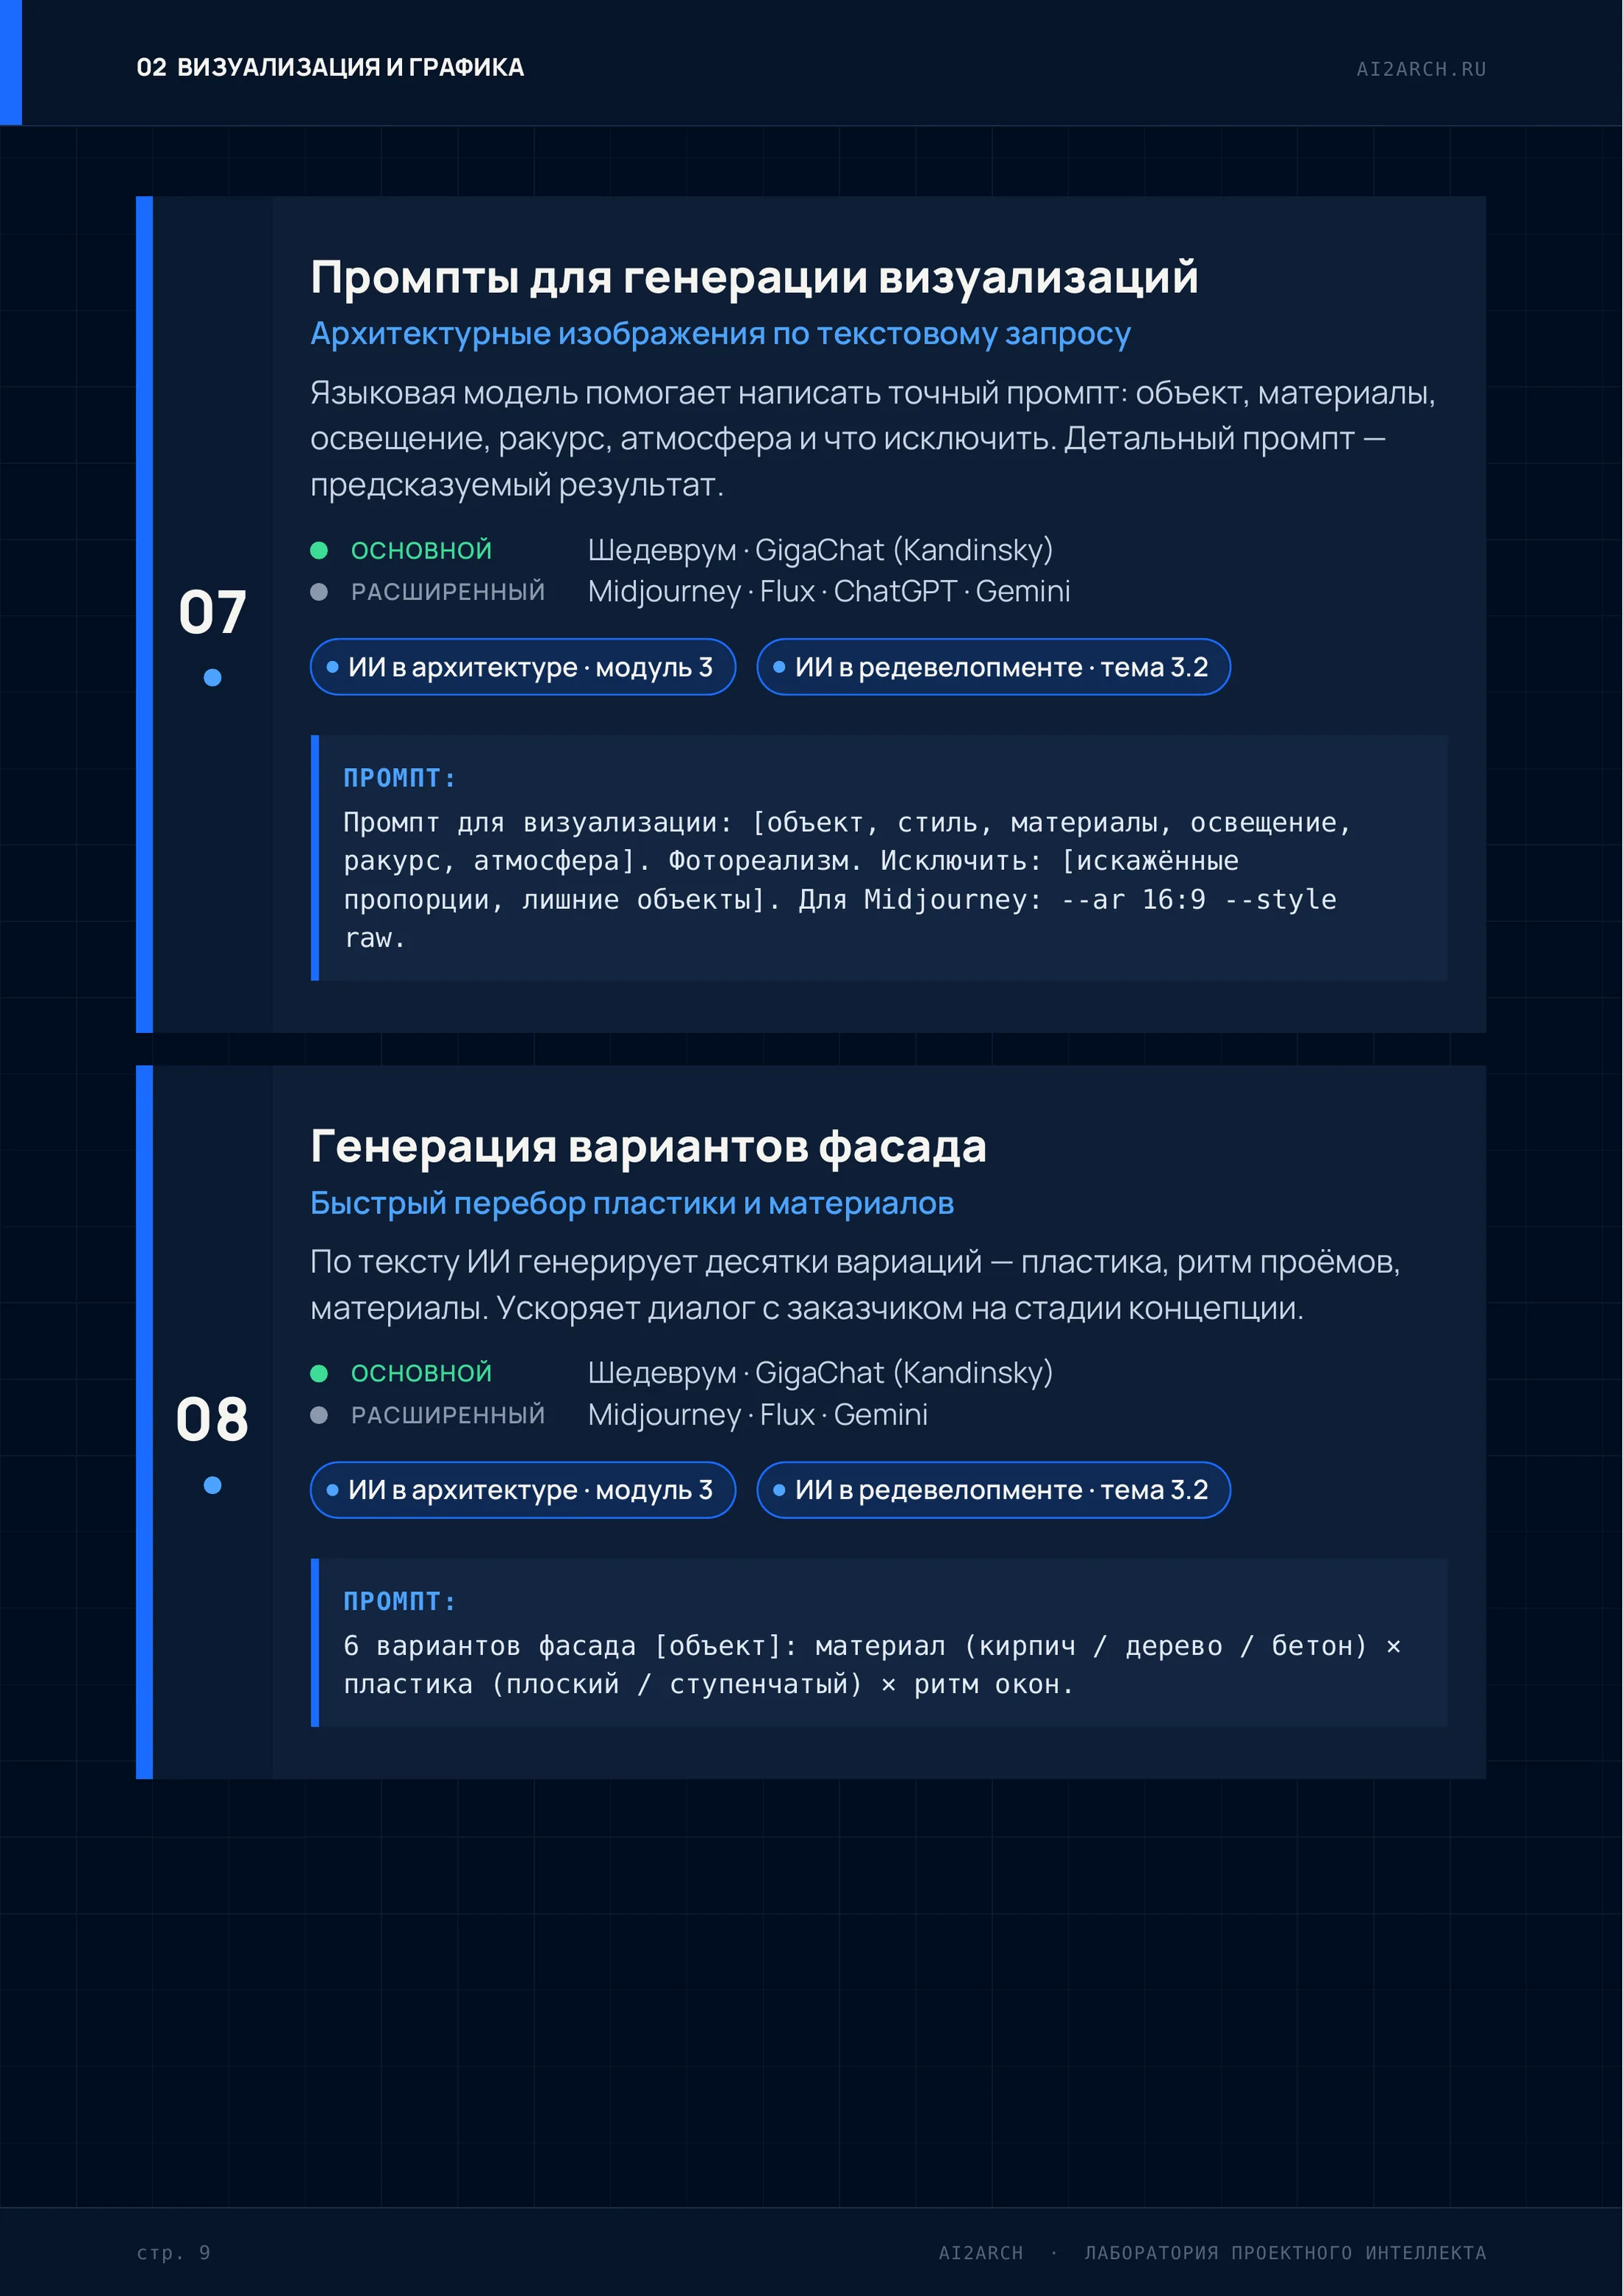 02 ВИЗУАЛИЗАЦИЯ И ГРАФИКА
AI2ARCH.RU
07
Промпты для генерации визуализаций
Архитектурные изображения по текстовому запросу
Языковая модель помогает написать точный промпт: объект, материалы,
освещение, ракурс, атмосфера и что исключить. Детальный промпт —
предсказуемый результат.
ОСНОВНОЙ Шедеврум · GigaChat (Kandinsky)
РАСШИРЕННЫЙ Midjourney · Flux · ChatGPT · Gemini
ИИ в архитектуре · модуль 3 ИИ в редевелопменте · тема 3.2
ПРОМПТ:
Промпт для визуализации: [объект, стиль, материалы, освещение,
ракурс, атмосфера]. Фотореализм. Исключить: [искажённые
пропорции, лишние объекты]. Для Midjourney: --ar 16:9 --style
raw.
08
Генерация вариантов фасада
Быстрый перебор пластики и материалов
По тексту ИИ генерирует десятки вариаций — пластика, ритм проёмов,
материалы. Ускоряет диалог с заказчиком на стадии концепции.
ОСНОВНОЙ Шедеврум · GigaChat (Kandinsky)
РАСШИРЕННЫЙ Midjourney · Flux · Gemini
ИИ в архитектуре · модуль 3 ИИ в редевелопменте · тема 3.2
ПРОМПТ:
6 вариантов фасада [объект]: материал (кирпич / дерево / бетон) ×
пластика (плоский / ступенчатый) × ритм окон.
стр. 9
AI2ARCH · ЛАБОРАТОРИЯ ПРОЕКТНОГО ИНТЕЛЛЕКТА